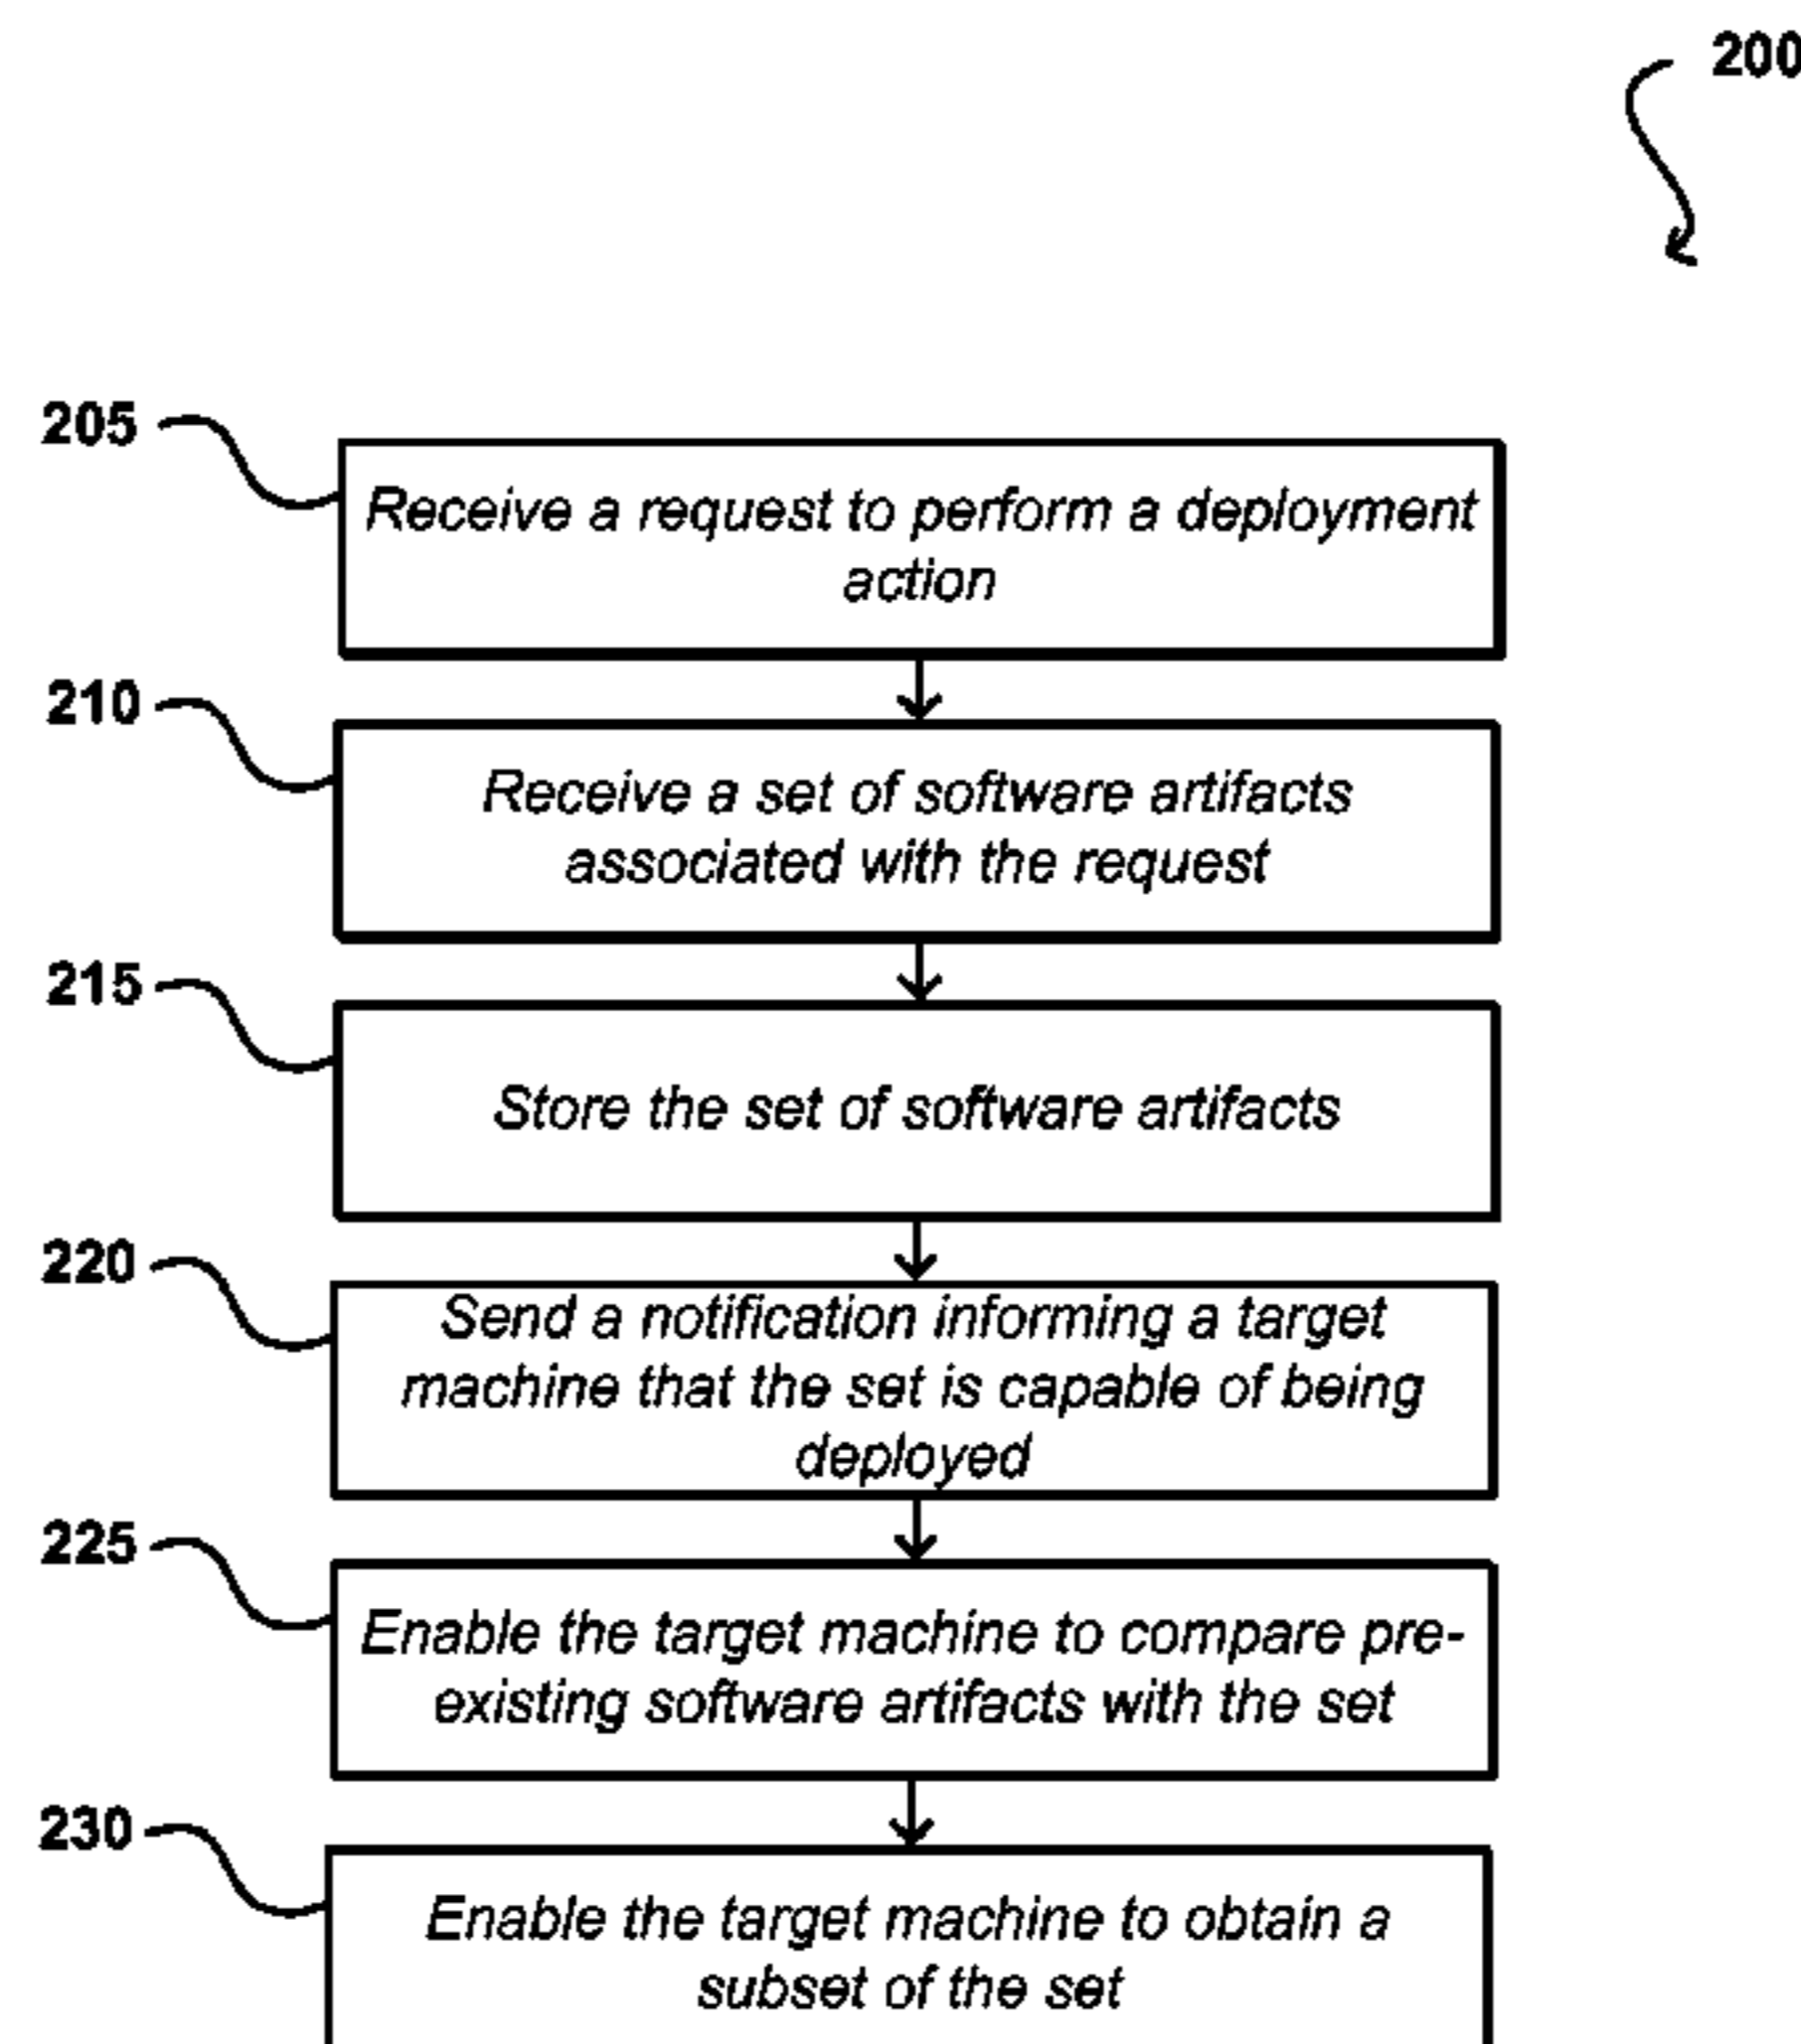 200
205
Receive a request to perform a deployment
action
210
Receive a set of software artifacts
associated with the request
215
Store the set of software artifacts
220
Send a notification informing a target
machine that the set is capable of being
deployed
225
Enable the target machine to compare pre-
existing software artifacts with the set
230
Enable the target machine to obtain a
subset of the set